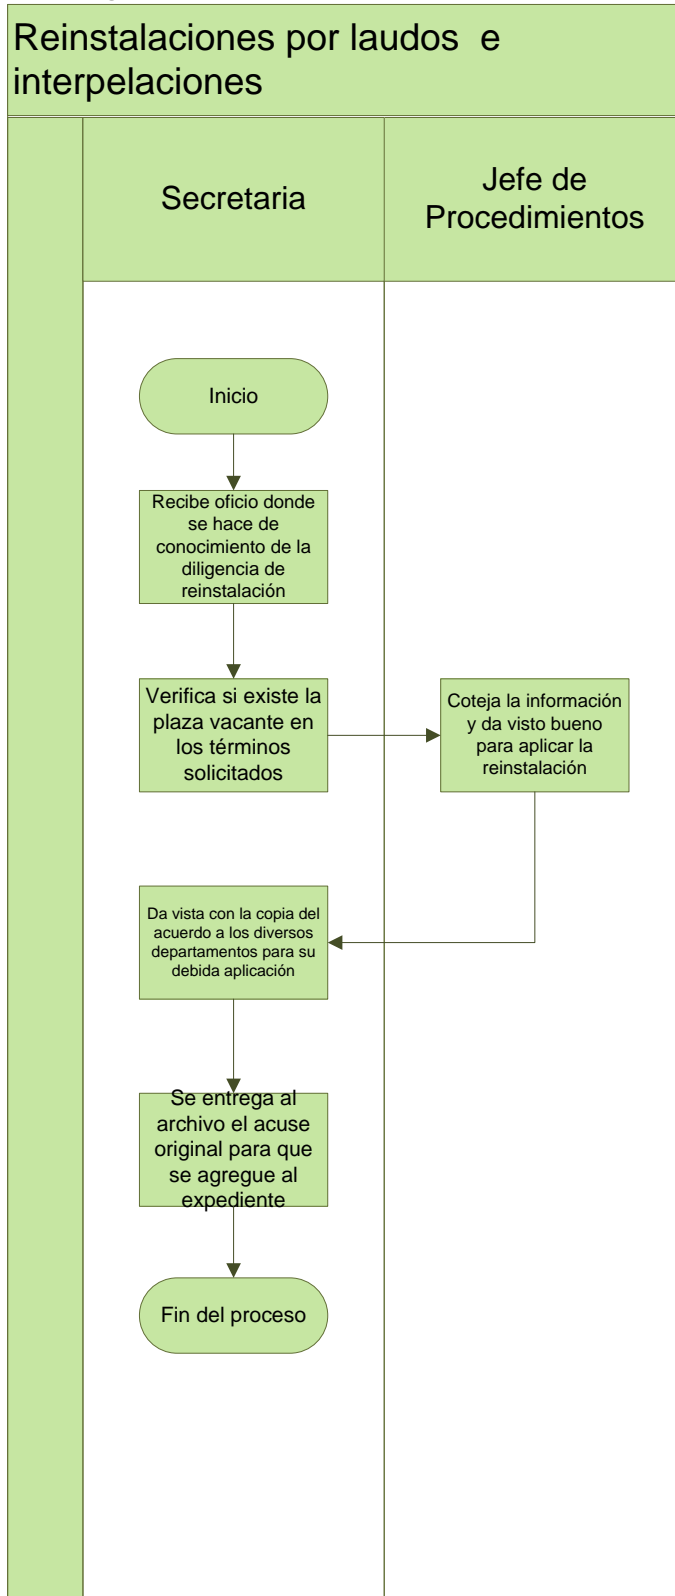 Reinstalaciones por laudos  e
interpelaciones
Secretaria
Jefe de
Procedimientos
Inicio
Recibe oficio donde
se hace de
conocimiento de la
diligencia de
reinstalación
Verifica si existe la
plaza vacante en
los términos
solicitados
Coteja la información
y da visto bueno
para aplicar la
reinstalación
Da vista con la copia del
acuerdo a los diversos
departamentos para su
debida aplicación
Se entrega al
archivo el acuse
original para que
se agregue al
expediente
Fin del proceso